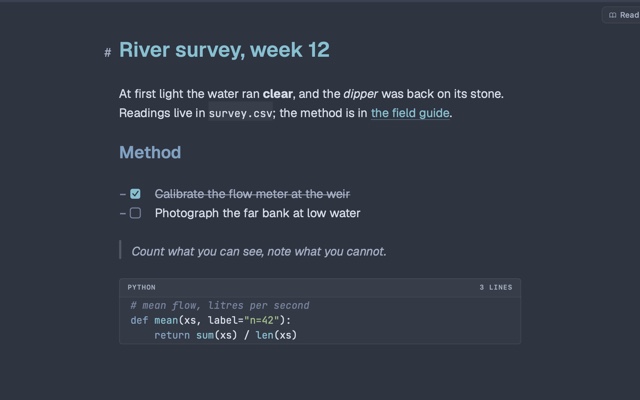 Read
# River survey, week 12
At first light the water ran clear, and the dipper was back on its stone.
Readings live in survey.csv; the method is in the field guide.
Method
– Calibrate the flow meter at the weir
– Photograph the far bank at low water
Count what you can see, note what you cannot.
PYTHON 3 LINES
# mean flow, litres per second
def mean(xs, label="n=42"):
    return sum(xs) / len(xs)